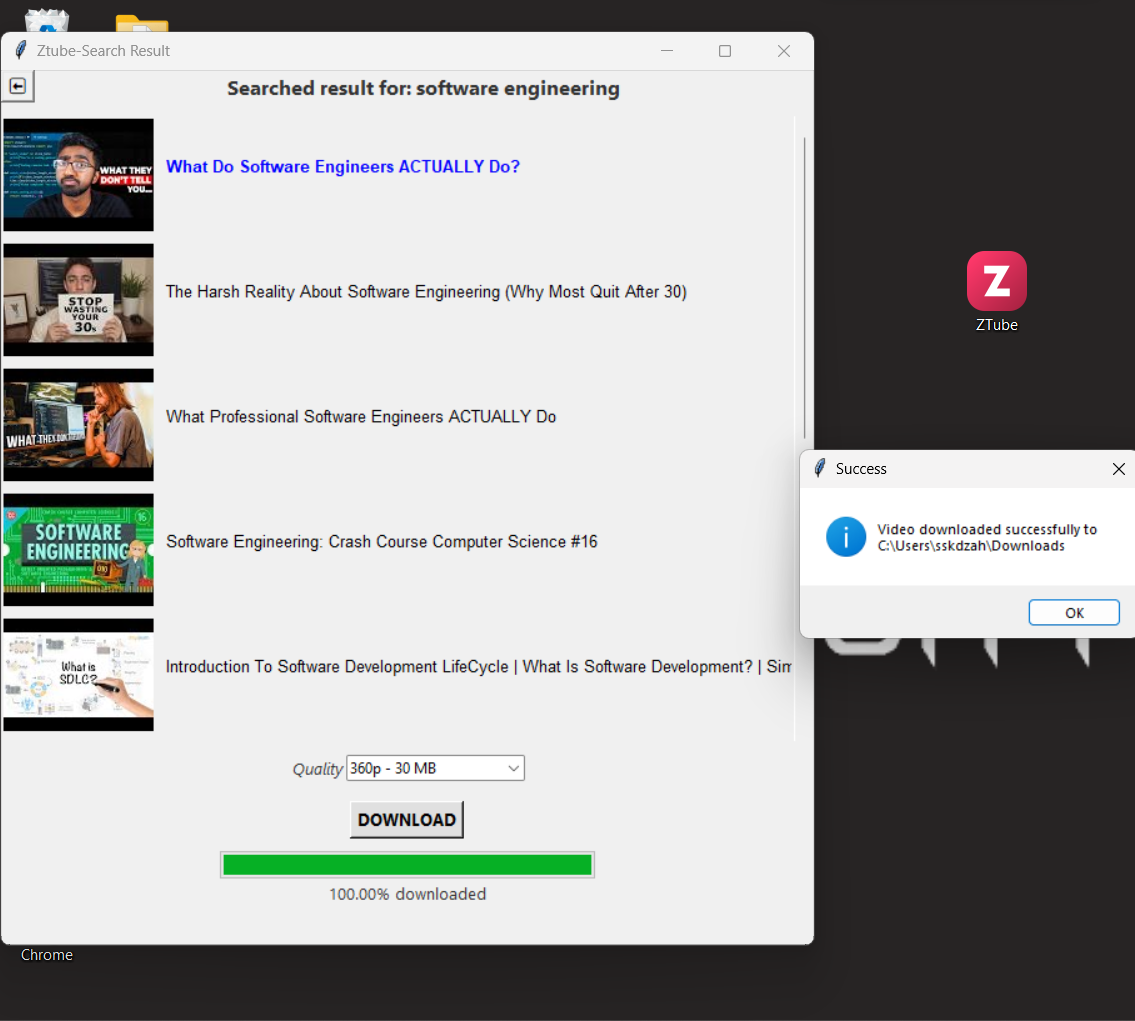 Ztube-Search Result
Searched result for: software engineering
WHAT THEY
DON'T TELL
YOU...
What Do Software Engineers ACTUALLY Do?
STOP
WASTING
YOUR
30s
The Harsh Reality About Software Engineering (Why Most Quit After 30)
What Professional Software Engineers ACTUALLY Do
16
SOFTWARE
ENGINEERING
Software Engineering: Crash Course Computer Science #16
What is
SDLC?
Introduction To Software Development LifeCycle | What Is Software Development? | Sim
Quality
360p - 30 MB
DOWNLOAD
100.00% downloaded
Chrome
Z
ZTube
Success
Video downloaded successfully to
C:\Users\sskdzah\Downloads
OK